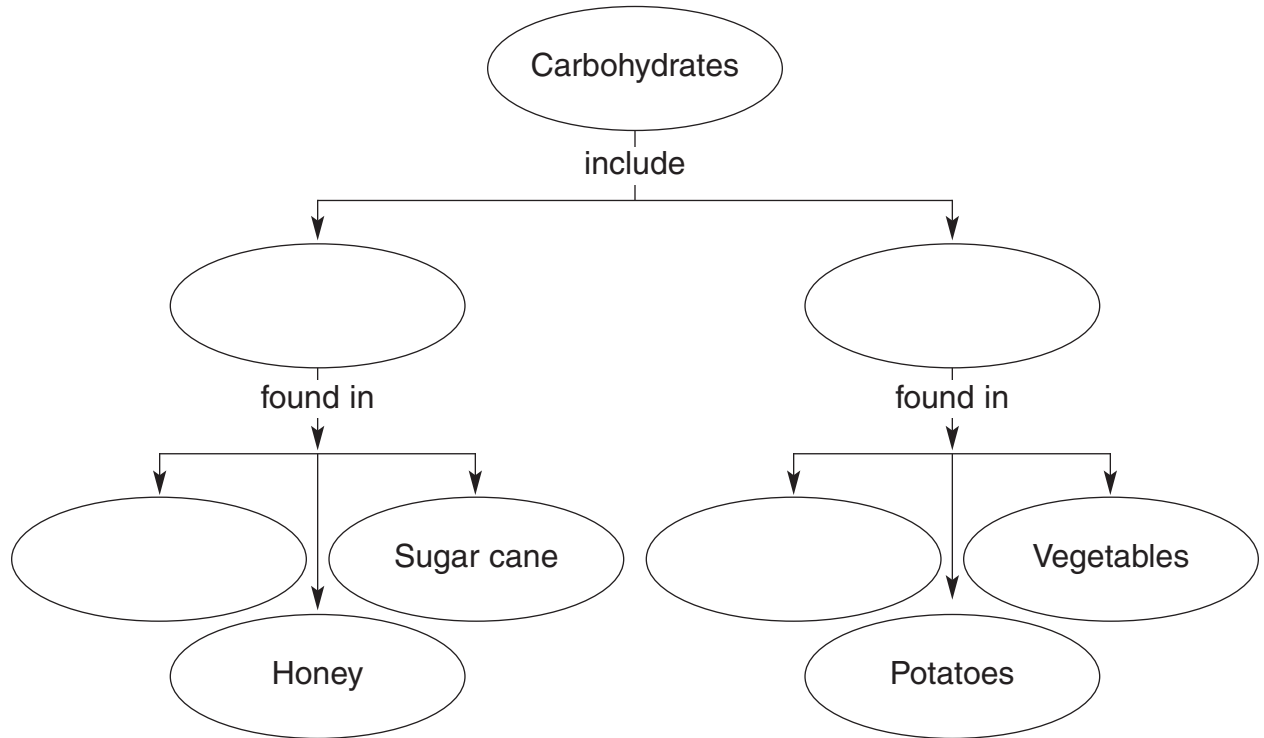 Carbohydrates
include
found in
found in
Sugar cane
Vegetables
Honey
Potatoes